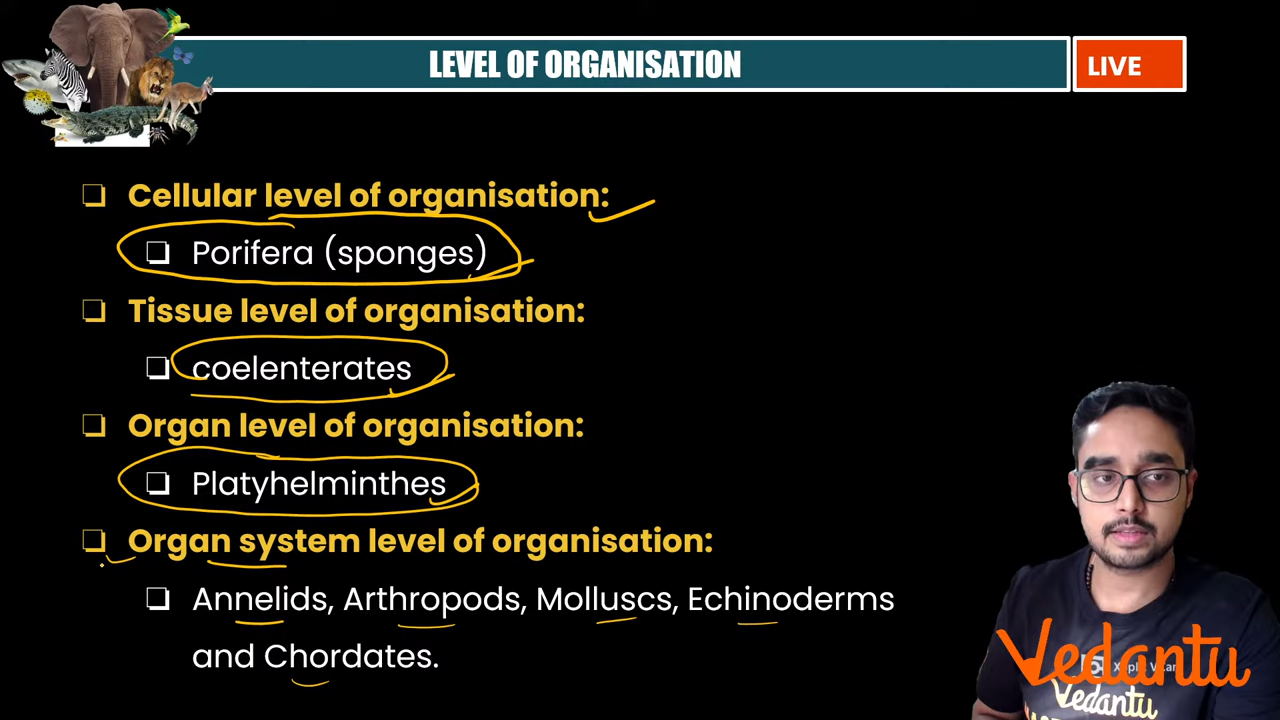 LEVEL OF ORGANISATION
LIVE
Cellular level of organisation:
Porifera (sponges)
Tissue level of organisation:
coelenterates
Organ level of organisation:
Platyhelminthes
Organ system level of organisation:
Annelids, Arthropods, Molluscs, Echinoderms
and Chordates.
Vedantu
Vedantu